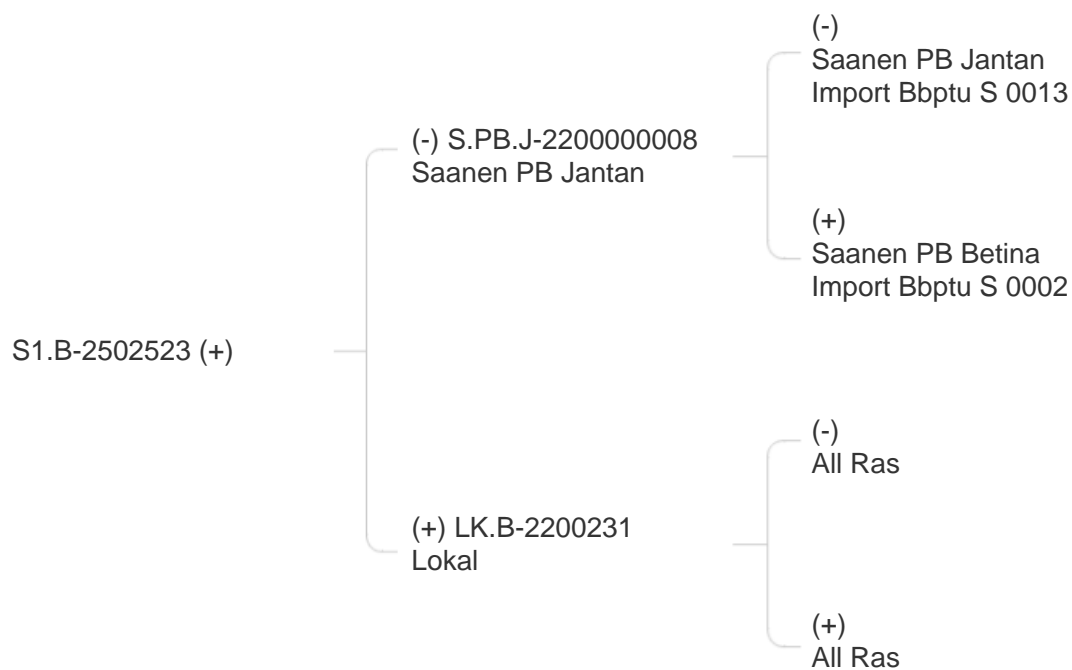 (-)
Saanen PB Jantan
Import Bbptu S 0013
(-) S.PB.J-2200000008
Saanen PB Jantan
(+)
Saanen PB Betina
Import Bbptu S 0002
S1.B-2502523 (+)
(-)
All Ras
(+) LK.B-2200231
Lokal
(+)
All Ras